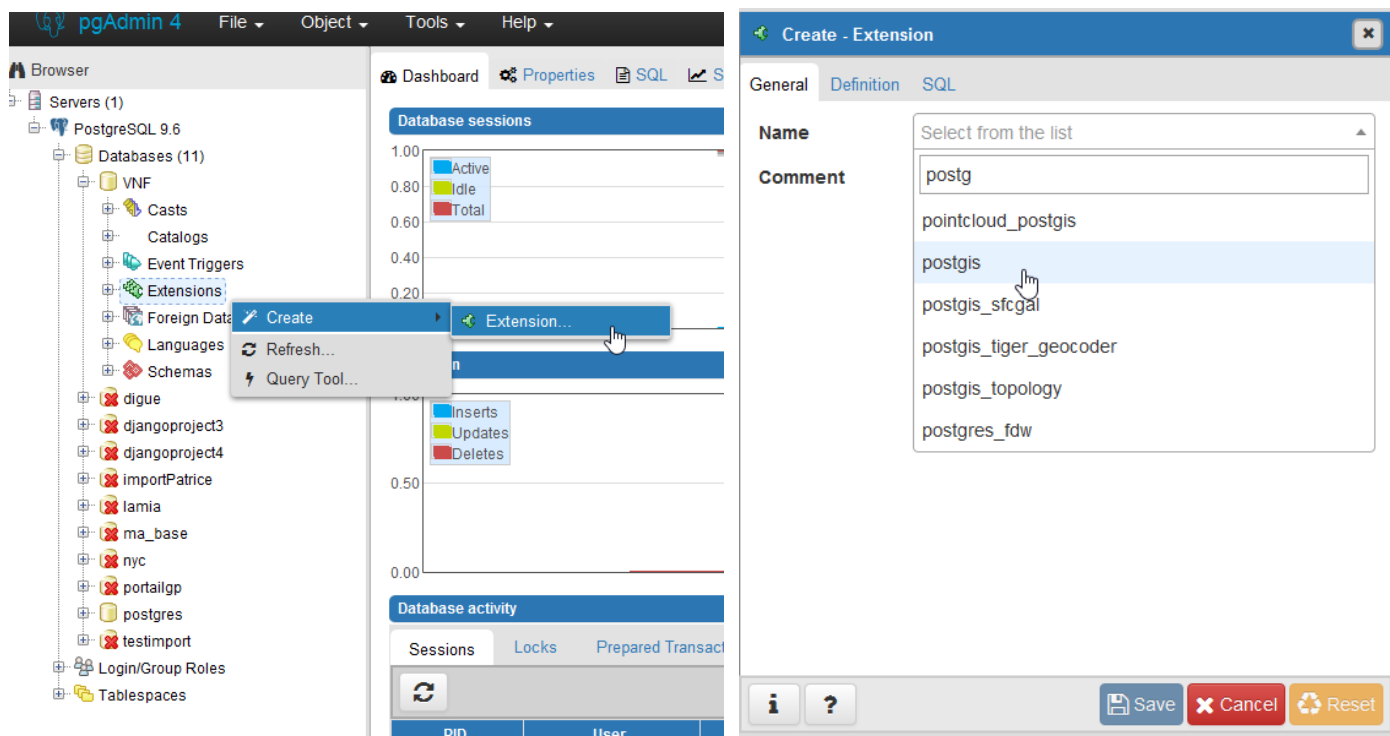 pgAdmin 4 File Object Tools Help
Browser
Servers (1)
PostgreSQL 9.6
Databases (11)
VNF
Casts
Catalogs
Event Triggers
Extensions
Foreign Data
Languages
Schemas
digue
djangoproject3
djangoproject4
importPatrice
lamia
ma_base
nyc
portailgp
postgres
testimport
Login/Group Roles
Tablespaces
Create
Refresh...
Query Tool...
Extension...
Dashboard Properties SQL S
Database sessions
1.00
Active
0.80
Idle
Total
0.60
0.40
0.20
n
1.00
Inserts
Updates
Deletes
0.50
0.00
Database activity
Sessions Locks Prepared Transact
PID User
Create - Extension
General Definition SQL
Name Select from the list
Comment postg
pointcloud_postgis
postgis
postgis_sfcgal
postgis_tiger_geocoder
postgis_topology
postgres_fdw
i ? Save Cancel Reset